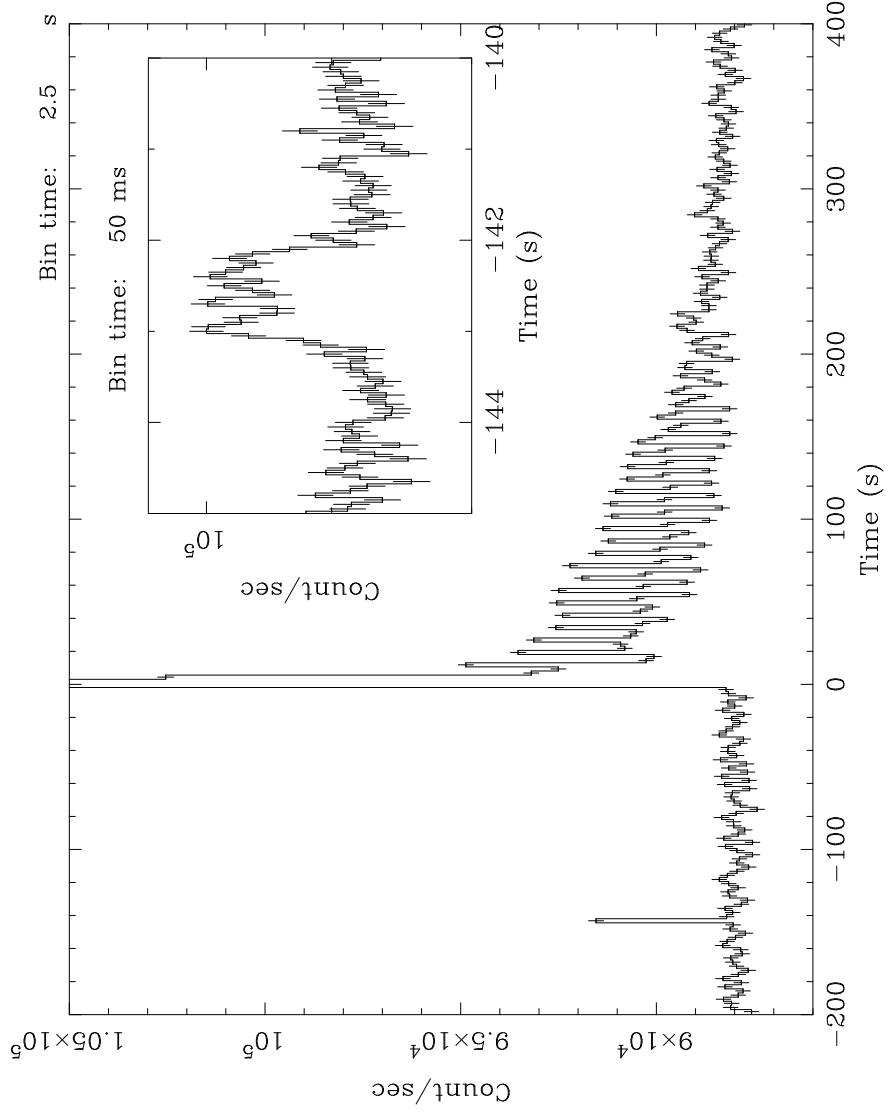 Bin time: 2.5 s
Bin time: 50 ms
10⁵
Count/sec
−144
−142
−140
Time (s)
1.05×10⁵
10⁵
9.5×10⁴
9×10⁴
Count/sec
−200
−100
0
100
200
300
400
Time (s)